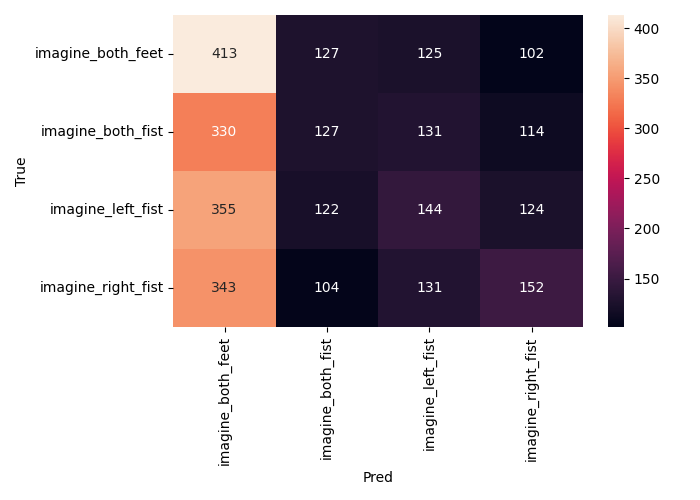 True
imagine_both_feet 413 127 125 102
imagine_both_fist 330 127 131 114
imagine_left_fist 355 122 144 124
imagine_right_fist 343 104 131 152
imagine_both_feet
imagine_both_fist
imagine_left_fist
imagine_right_fist
Pred
400
350
300
250
200
150